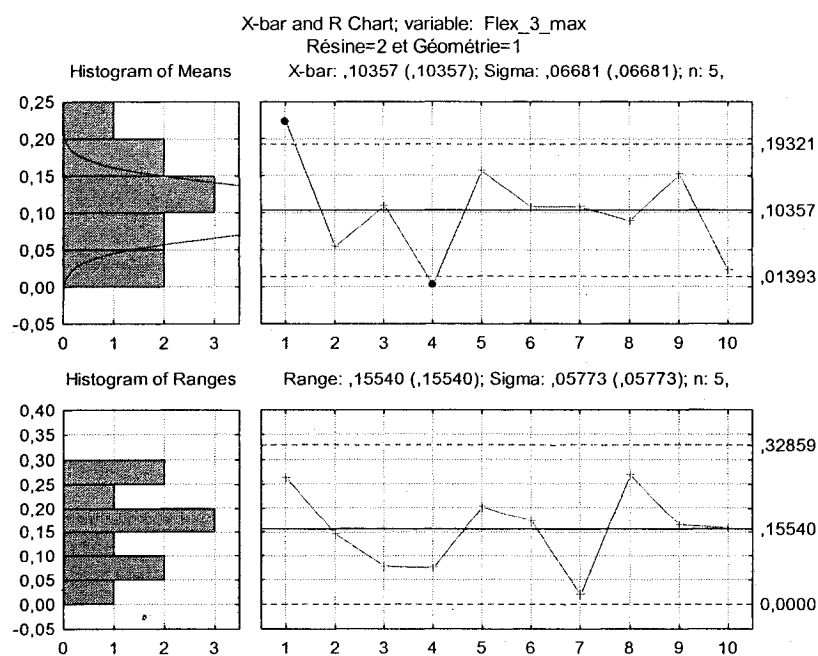 X-bar and R Chart; variable: Flex_3_max
Résine=2 et Géométrie=1
Histogram of Means
X-bar: ,10357 (,10357); Sigma: ,06681 (,06681); n: 5,
0,25
0,20
0,15
0,10
0,05
0,00
-0,05
0 1 2 3
,19321
,10357
,01393
1 2 3 4 5 6 7 8 9 10
Histogram of Ranges
Range: ,15540 (,15540); Sigma: ,05773 (,05773); n: 5,
0,40
0,35
0,30
0,25
0,20
0,15
0,10
0,05
0,00
-0,05
0 1 2 3
,32859
,15540
0,0000
1 2 3 4 5 6 7 8 9 10